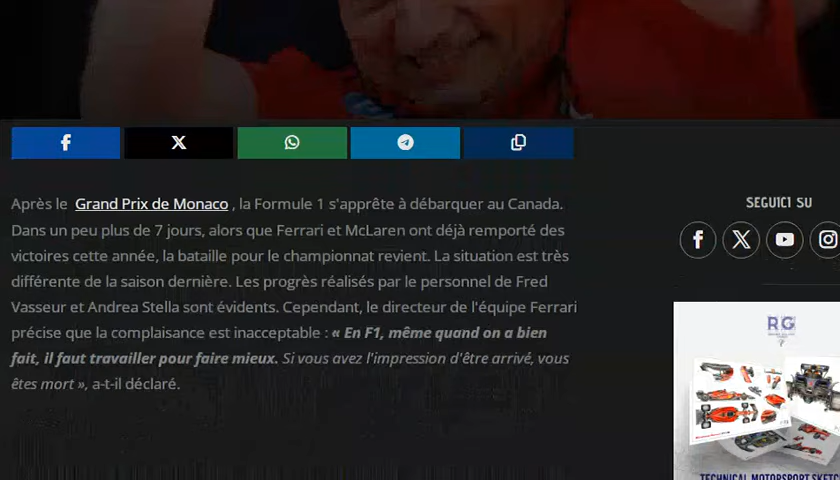 Après le Grand Prix de Monaco , la Formule 1 s'apprête à débarquer au Canada.
Dans un peu plus de 7 jours, alors que Ferrari et McLaren ont déjà remporté des
victoires cette année, la bataille pour le championnat revient. La situation est très
différente de la saison dernière. Les progrès réalisés par le personnel de Fred
Vasseur et Andrea Stella sont évidents. Cependant, le directeur de l'équipe Ferrari
précise que la complaisance est inacceptable : « En F1, même quand on a bien
fait, il faut travailler pour faire mieux. Si vous avez l'impression d'être arrivé, vous
êtes mort », a-t-il déclaré.
SEGUICI SU
RG
TECHNICAL MOTORSPORT SKETC